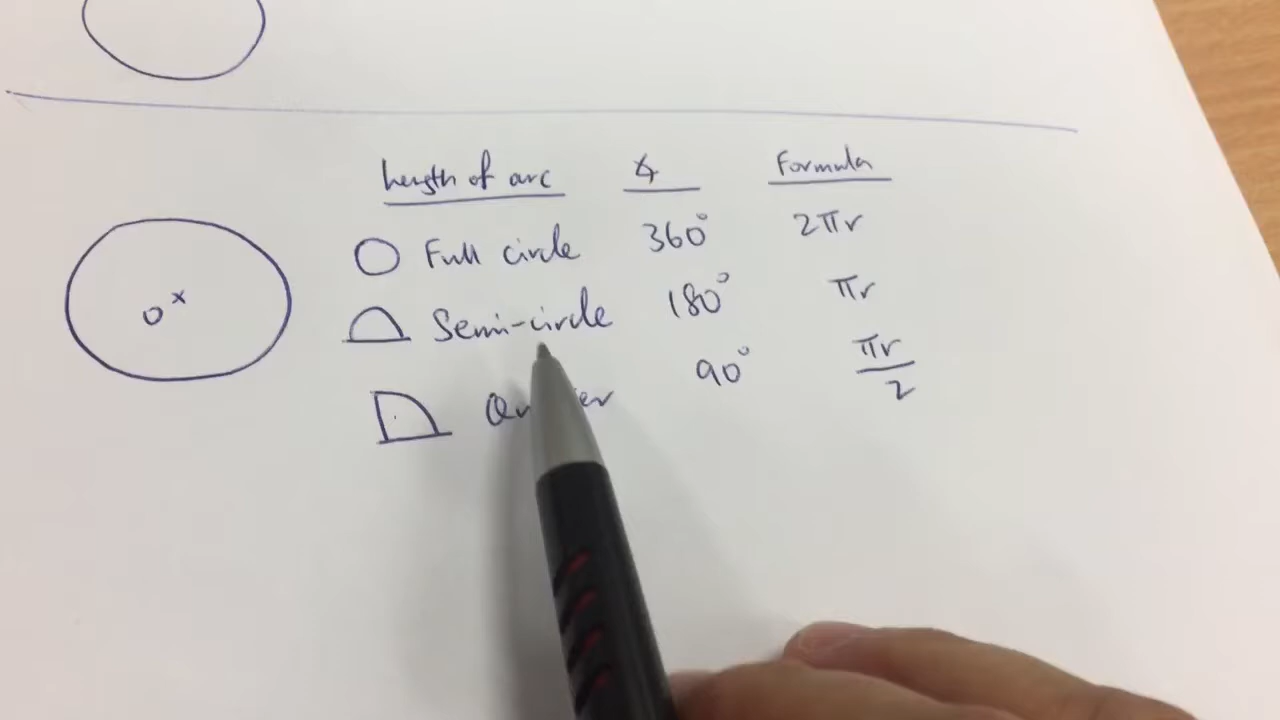 Length of arc ∡ Formula
Full circle 360° 2πr
Semi-circle 180° πr
90° πr/2
O x